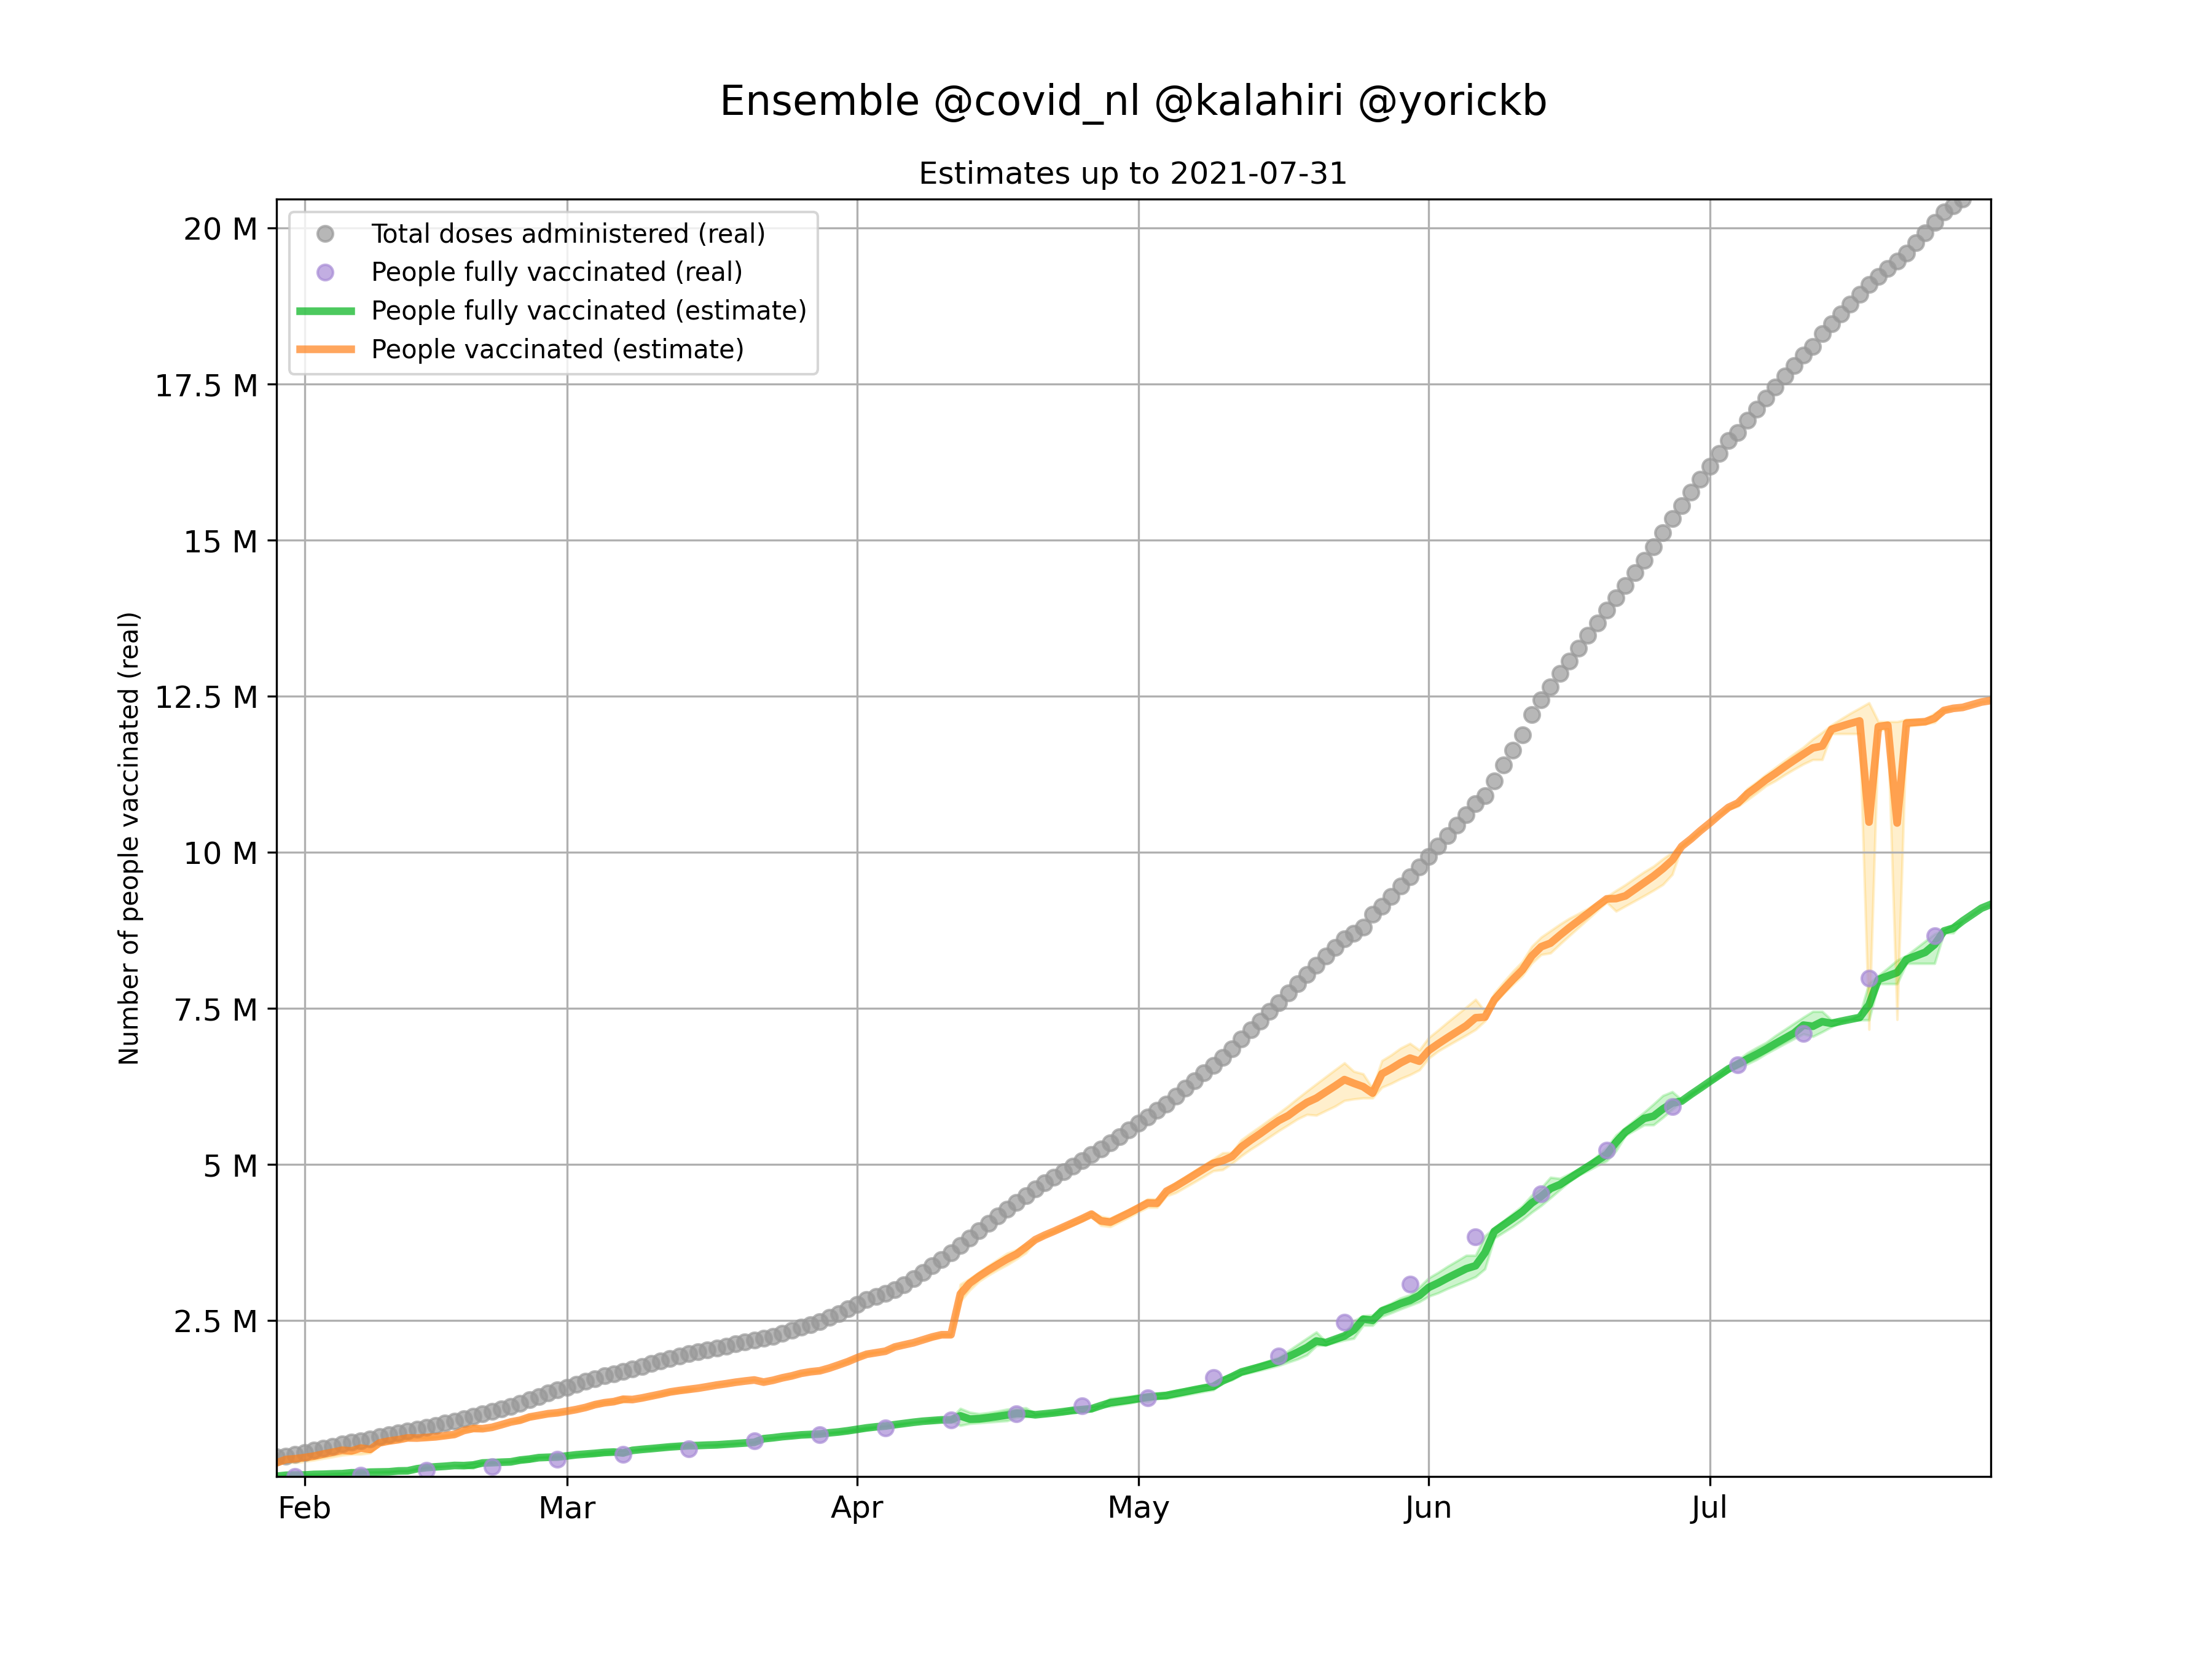 Ensemble @covid_nl @kalahiri @yorickb
Estimates up to 2021-07-31
Total doses administered (real)
People fully vaccinated (real)
People fully vaccinated (estimate)
People vaccinated (estimate)
Number of people vaccinated (real)
20 M
17.5 M
15 M
12.5 M
10 M
7.5 M
5 M
2.5 M
Feb Mar Apr May Jun Jul